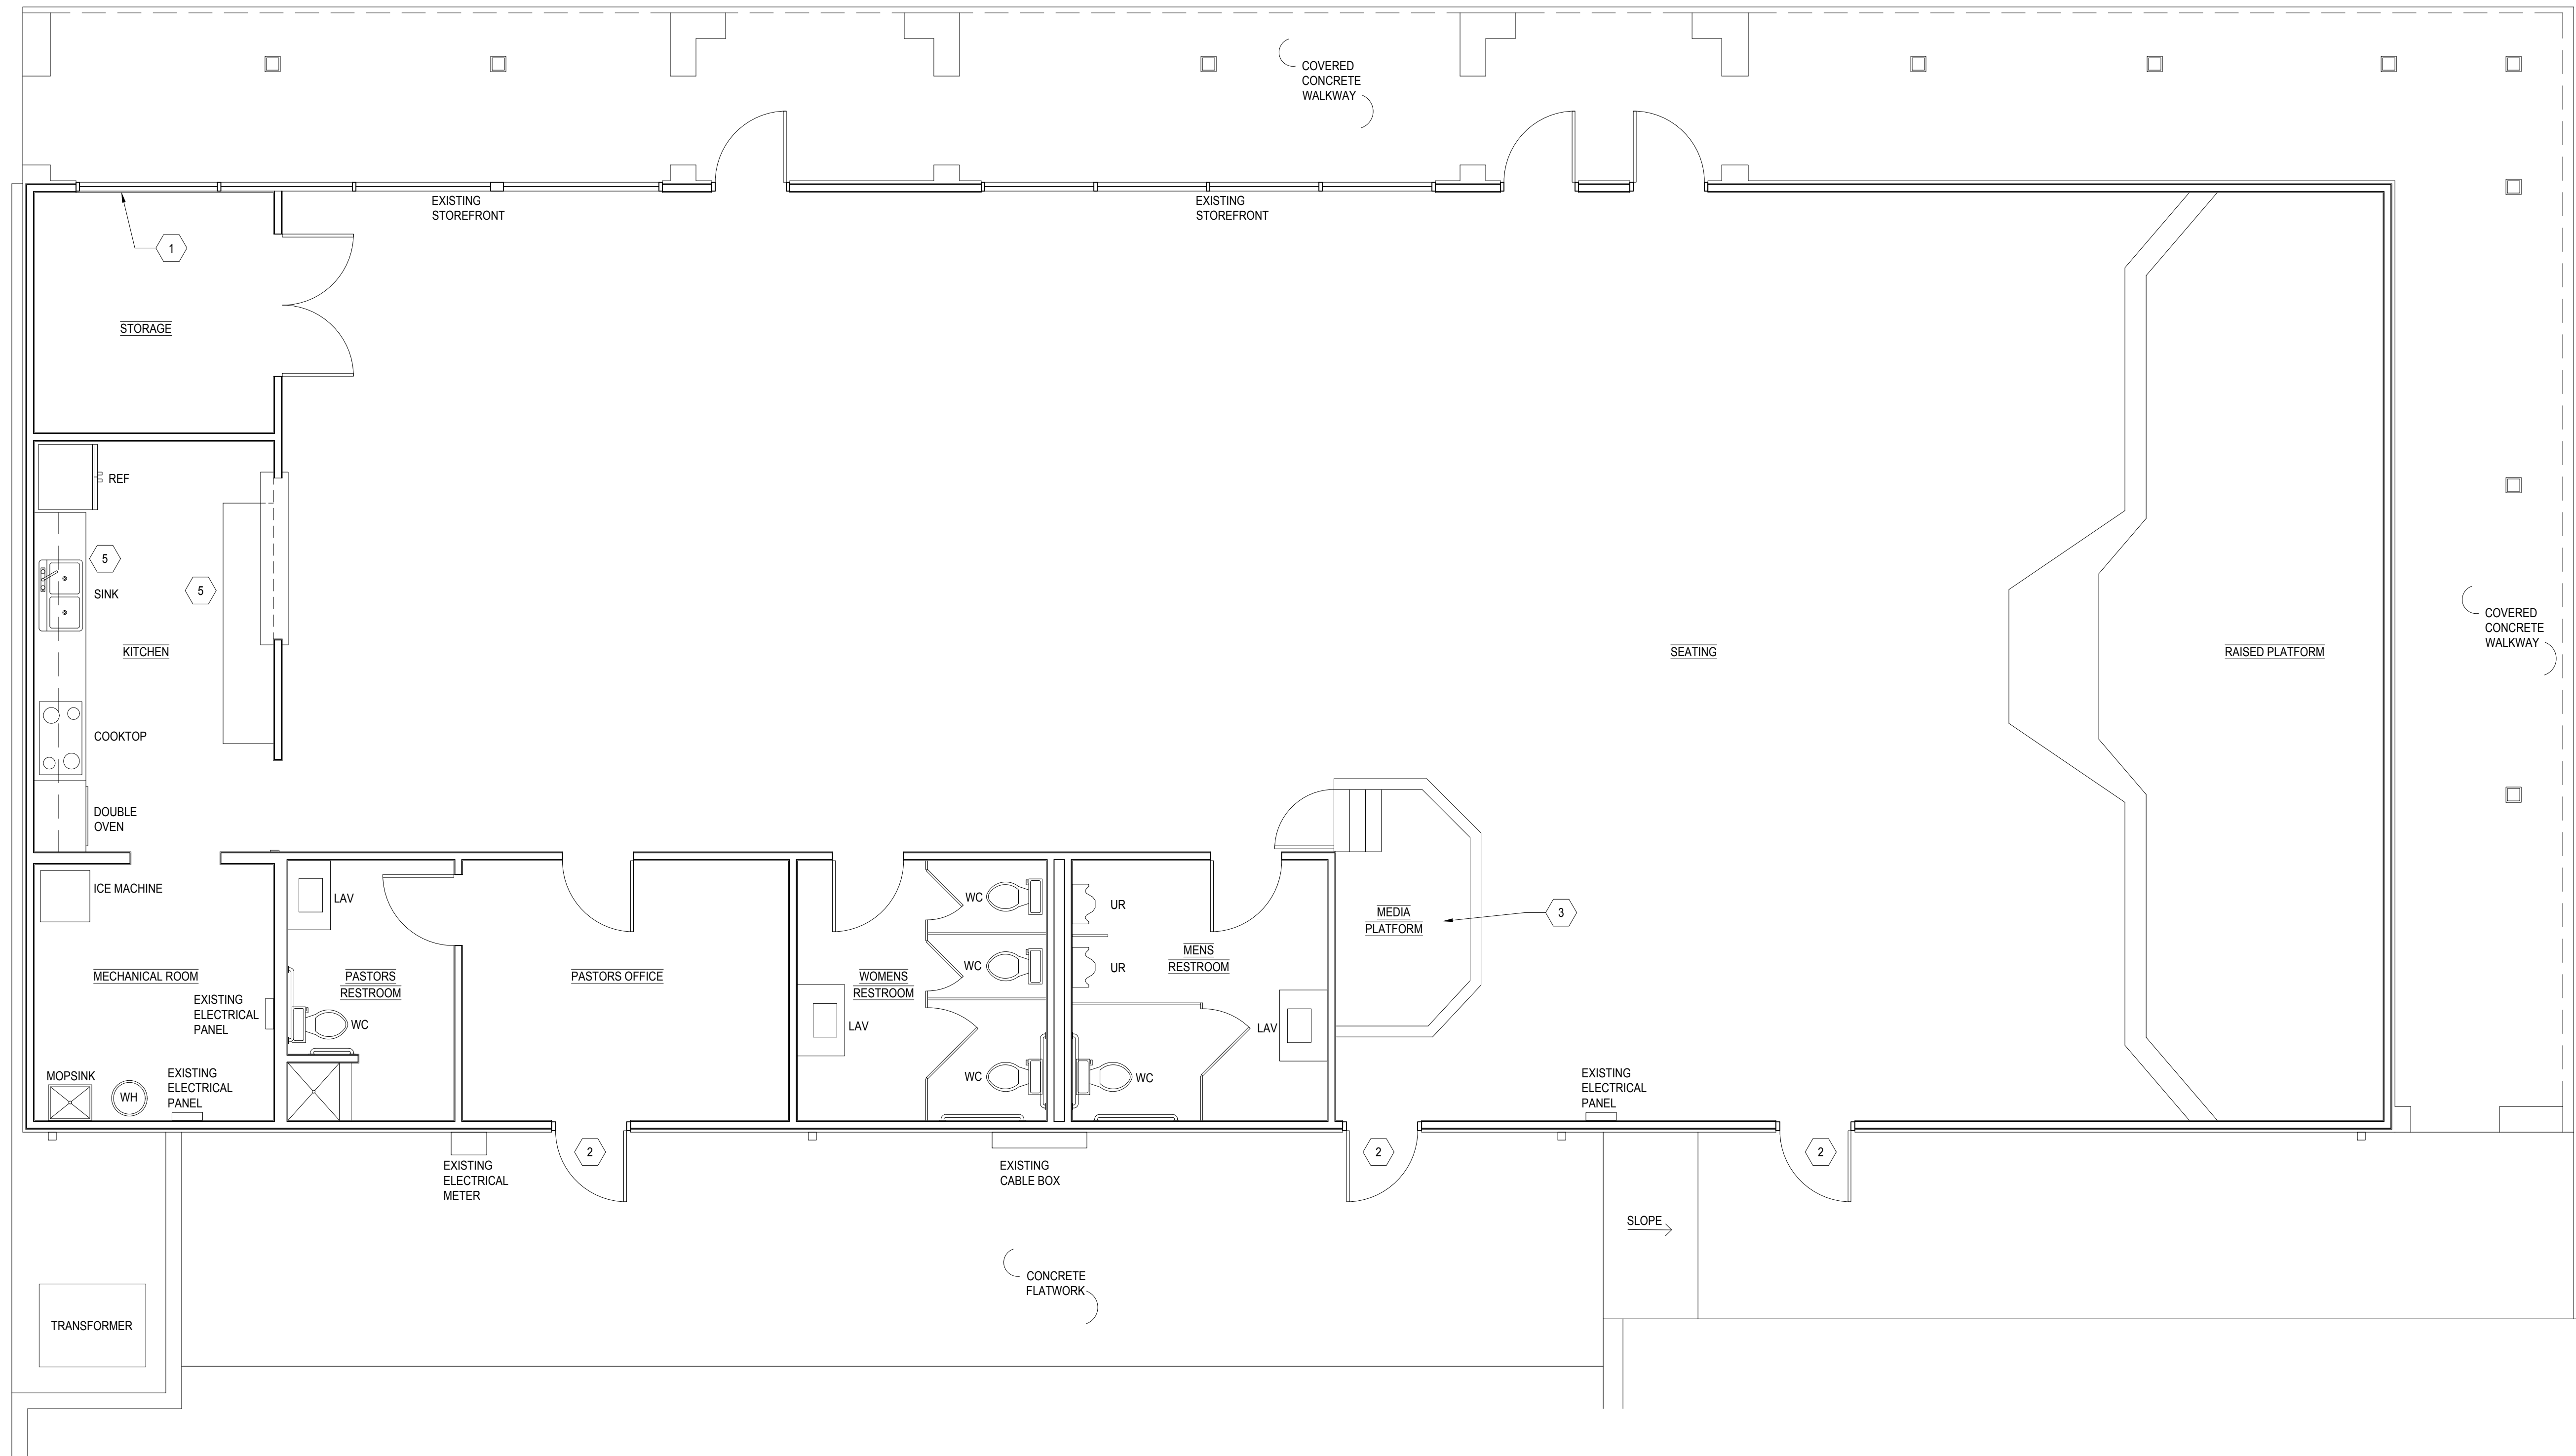 COVERED
CONCRETE
WALKWAY
EXISTING
STOREFRONT
EXISTING
STOREFRONT
1
STORAGE
REF
5
SINK
5
KITCHEN
COOKTOP
DOUBLE
OVEN
SEATING
RAISED PLATFORM
COVERED
CONCRETE
WALKWAY
ICE MACHINE
LAV
MECHANICAL ROOM
EXISTING
ELECTRICAL
PANEL
MOPSINK
WH
EXISTING
ELECTRICAL
PANEL
PASTORS
RESTROOM
WC
PASTORS OFFICE
WOMENS
RESTROOM
LAV
WC
WC
WC
UR
UR
MENS
RESTROOM
LAV
WC
MEDIA
PLATFORM
3
EXISTING
ELECTRICAL
PANEL
EXISTING
ELECTRICAL
METER
2
EXISTING
CABLE BOX
2
2
SLOPE
CONCRETE
FLATWORK
TRANSFORMER